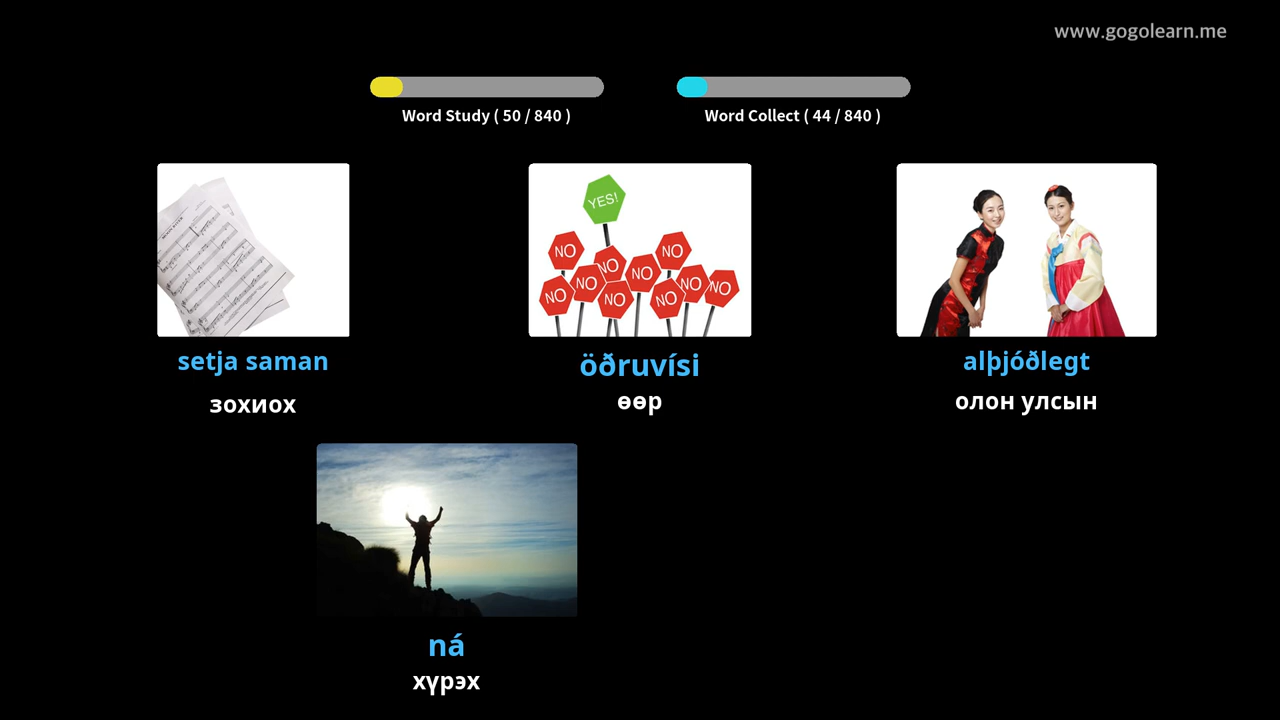 www.gogolearn.me
Word Study ( 50 / 840 )
Word Collect ( 44 / 840 )
YES!
NO
NO
NO
NO
NO
NO
NO
NO
NO
NO
setja saman
зохиох
öðruvísi
өөр
alþjóðlegt
олон улсын
ná
хүрэх